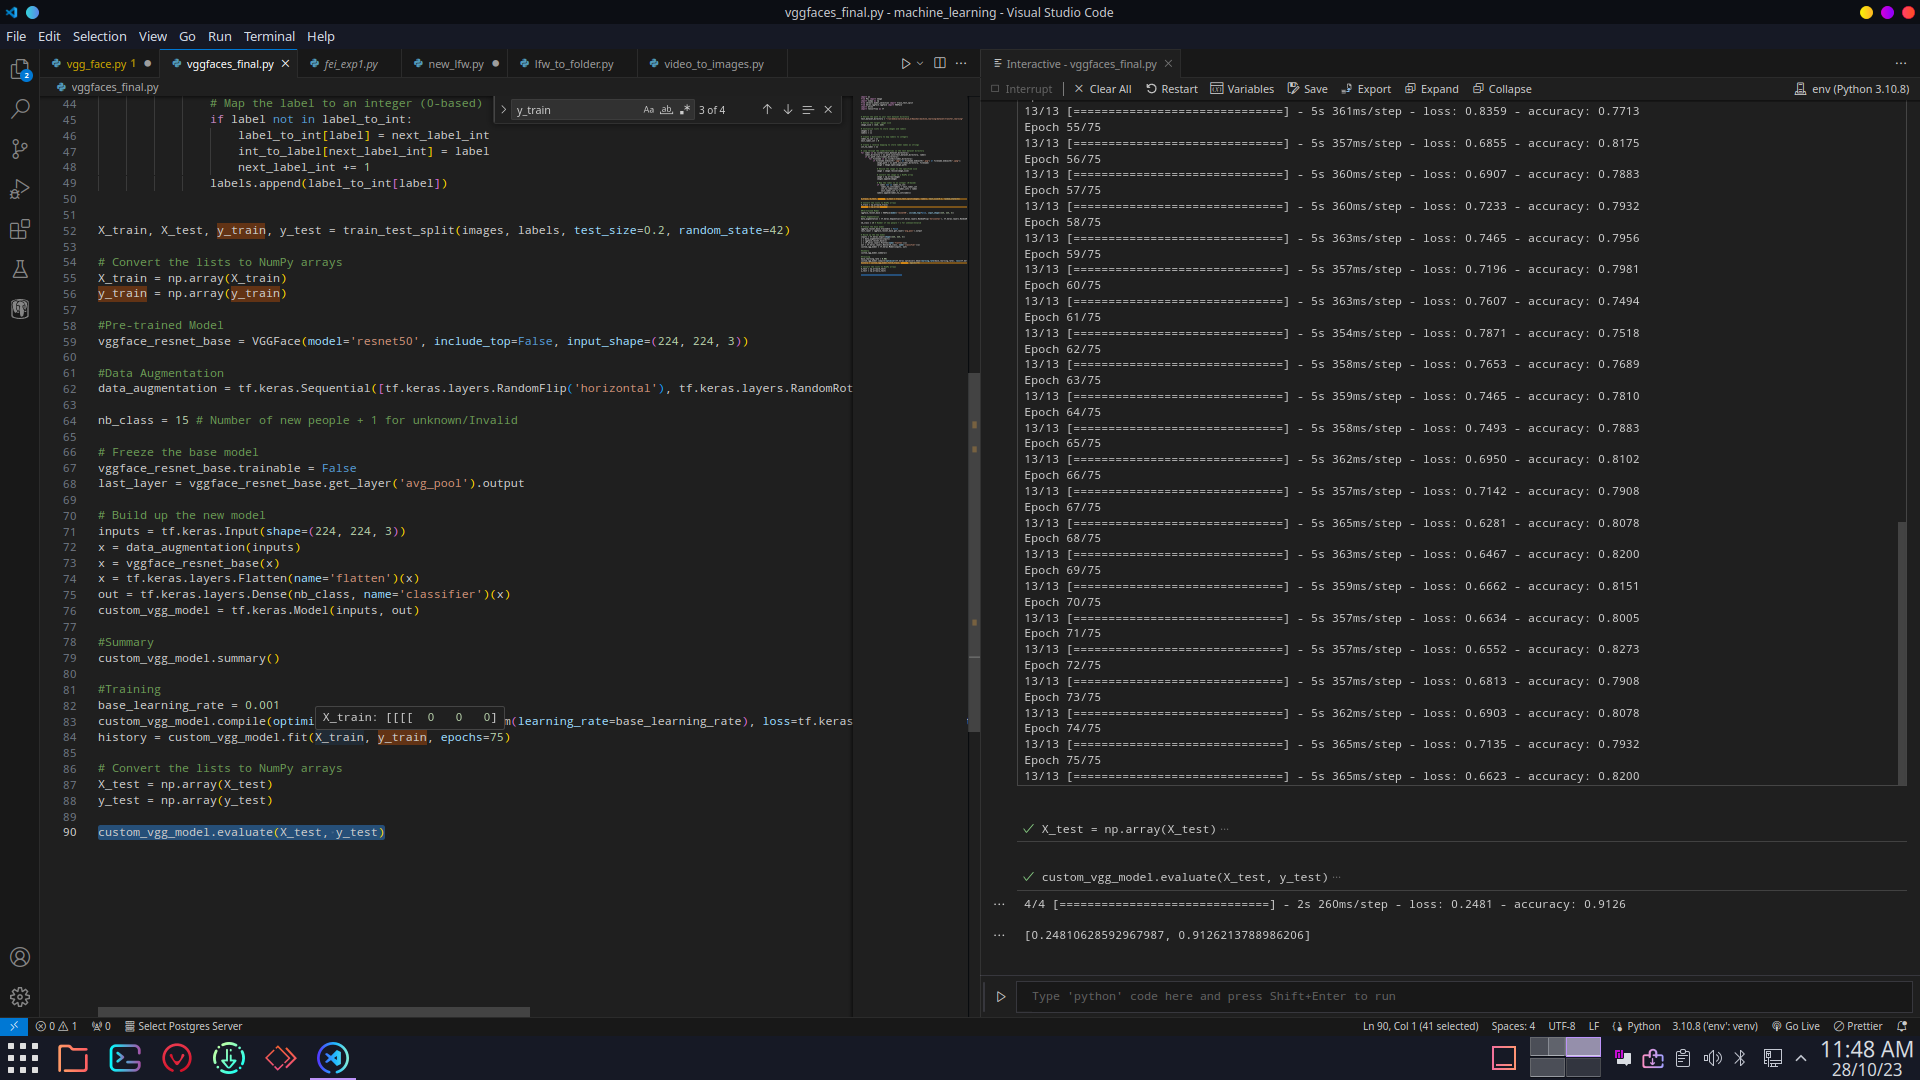 vggfaces_final.py - machine_learning - Visual Studio Code
File Edit Selection View Go Run Terminal Help
vgg_face.py 1 vggfaces_final.py fei_exp1.py new_lfw.py lfw_to_folder.py video_to_images.py
vggfaces_final.py
y_train Aa ab 3 of 4
44 # Map the label to an integer (0-based)
45 if label not in label_to_int:
46 label_to_int[label] = next_label_int
47 int_to_label[next_label_int] = label
48 next_label_int += 1
49 labels.append(label_to_int[label])
50
51
52 X_train, X_test, y_train, y_test = train_test_split(images, labels, test_size=0.2, random_state=42)
53
54 # Convert the lists to NumPy arrays
55 X_train = np.array(X_train)
56 y_train = np.array(y_train)
57
58 #Pre-trained Model
59 vggface_resnet_base = VGGFace(model='resnet50', include_top=False, input_shape=(224, 224, 3))
60
61 #Data Augmentation
62 data_augmentation = tf.keras.Sequential([tf.keras.layers.RandomFlip('horizontal'), tf.keras.layers.RandomRot
63
64 nb_class = 15 # Number of new people + 1 for unknown/Invalid
65
66 # Freeze the base model
67 vggface_resnet_base.trainable = False
68 last_layer = vggface_resnet_base.get_layer('avg_pool').output
69
70 # Build up the new model
71 inputs = tf.keras.Input(shape=(224, 224, 3))
72 x = data_augmentation(inputs)
73 x = vggface_resnet_base(x)
74 x = tf.keras.layers.Flatten(name='flatten')(x)
75 out = tf.keras.layers.Dense(nb_class, name='classifier')(x)
76 custom_vgg_model = tf.keras.Model(inputs, out)
77
78 #Summary
79 custom_vgg_model.summary()
80
81 #Training
82 base_learning_rate = 0.001
X_train: [[[[ 0 0 0]
83 custom_vgg_model.compile(optimi m(learning_rate=base_learning_rate), loss=tf.keras
84 history = custom_vgg_model.fit(X_train, y_train, epochs=75)
85
86 # Convert the lists to NumPy arrays
87 X_test = np.array(X_test)
88 y_test = np.array(y_test)
89
90 custom_vgg_model.evaluate(X_test, y_test)
Interactive - vggfaces_final.py
Interrupt Clear All Restart Variables Save Export Expand Collapse env (Python 3.10.8)
13/13 [==============================] - 5s 361ms/step - loss: 0.8359 - accuracy: 0.7713
Epoch 55/75
13/13 [==============================] - 5s 357ms/step - loss: 0.6855 - accuracy: 0.8175
Epoch 56/75
13/13 [==============================] - 5s 360ms/step - loss: 0.6907 - accuracy: 0.7883
Epoch 57/75
13/13 [==============================] - 5s 360ms/step - loss: 0.7233 - accuracy: 0.7932
Epoch 58/75
13/13 [==============================] - 5s 363ms/step - loss: 0.7465 - accuracy: 0.7956
Epoch 59/75
13/13 [==============================] - 5s 357ms/step - loss: 0.7196 - accuracy: 0.7981
Epoch 60/75
13/13 [==============================] - 5s 363ms/step - loss: 0.7607 - accuracy: 0.7494
Epoch 61/75
13/13 [==============================] - 5s 354ms/step - loss: 0.7871 - accuracy: 0.7518
Epoch 62/75
13/13 [==============================] - 5s 358ms/step - loss: 0.7653 - accuracy: 0.7689
Epoch 63/75
13/13 [==============================] - 5s 359ms/step - loss: 0.7465 - accuracy: 0.7810
Epoch 64/75
13/13 [==============================] - 5s 358ms/step - loss: 0.7493 - accuracy: 0.7883
Epoch 65/75
13/13 [==============================] - 5s 362ms/step - loss: 0.6950 - accuracy: 0.8102
Epoch 66/75
13/13 [==============================] - 5s 357ms/step - loss: 0.7142 - accuracy: 0.7908
Epoch 67/75
13/13 [==============================] - 5s 365ms/step - loss: 0.6281 - accuracy: 0.8078
Epoch 68/75
13/13 [==============================] - 5s 363ms/step - loss: 0.6467 - accuracy: 0.8200
Epoch 69/75
13/13 [==============================] - 5s 359ms/step - loss: 0.6662 - accuracy: 0.8151
Epoch 70/75
13/13 [==============================] - 5s 357ms/step - loss: 0.6634 - accuracy: 0.8005
Epoch 71/75
13/13 [==============================] - 5s 357ms/step - loss: 0.6552 - accuracy: 0.8273
Epoch 72/75
13/13 [==============================] - 5s 357ms/step - loss: 0.6813 - accuracy: 0.7908
Epoch 73/75
13/13 [==============================] - 5s 362ms/step - loss: 0.6903 - accuracy: 0.8078
Epoch 74/75
13/13 [==============================] - 5s 365ms/step - loss: 0.7135 - accuracy: 0.7932
Epoch 75/75
13/13 [==============================] - 5s 365ms/step - loss: 0.6623 - accuracy: 0.8200
X_test = np.array(X_test) ...
custom_vgg_model.evaluate(X_test, y_test) ...
4/4 [==============================] - 2s 260ms/step - loss: 0.2481 - accuracy: 0.9126
[0.24810628592967987, 0.9126213788986206]
Type 'python' code here and press Shift+Enter to run
0 1 0 Select Postgres Server Ln 90, Col 1 (41 selected) Spaces: 4 UTF-8 LF Python 3.10.8 ('env': venv) Go Live Prettier
11:48 AM
28/10/23